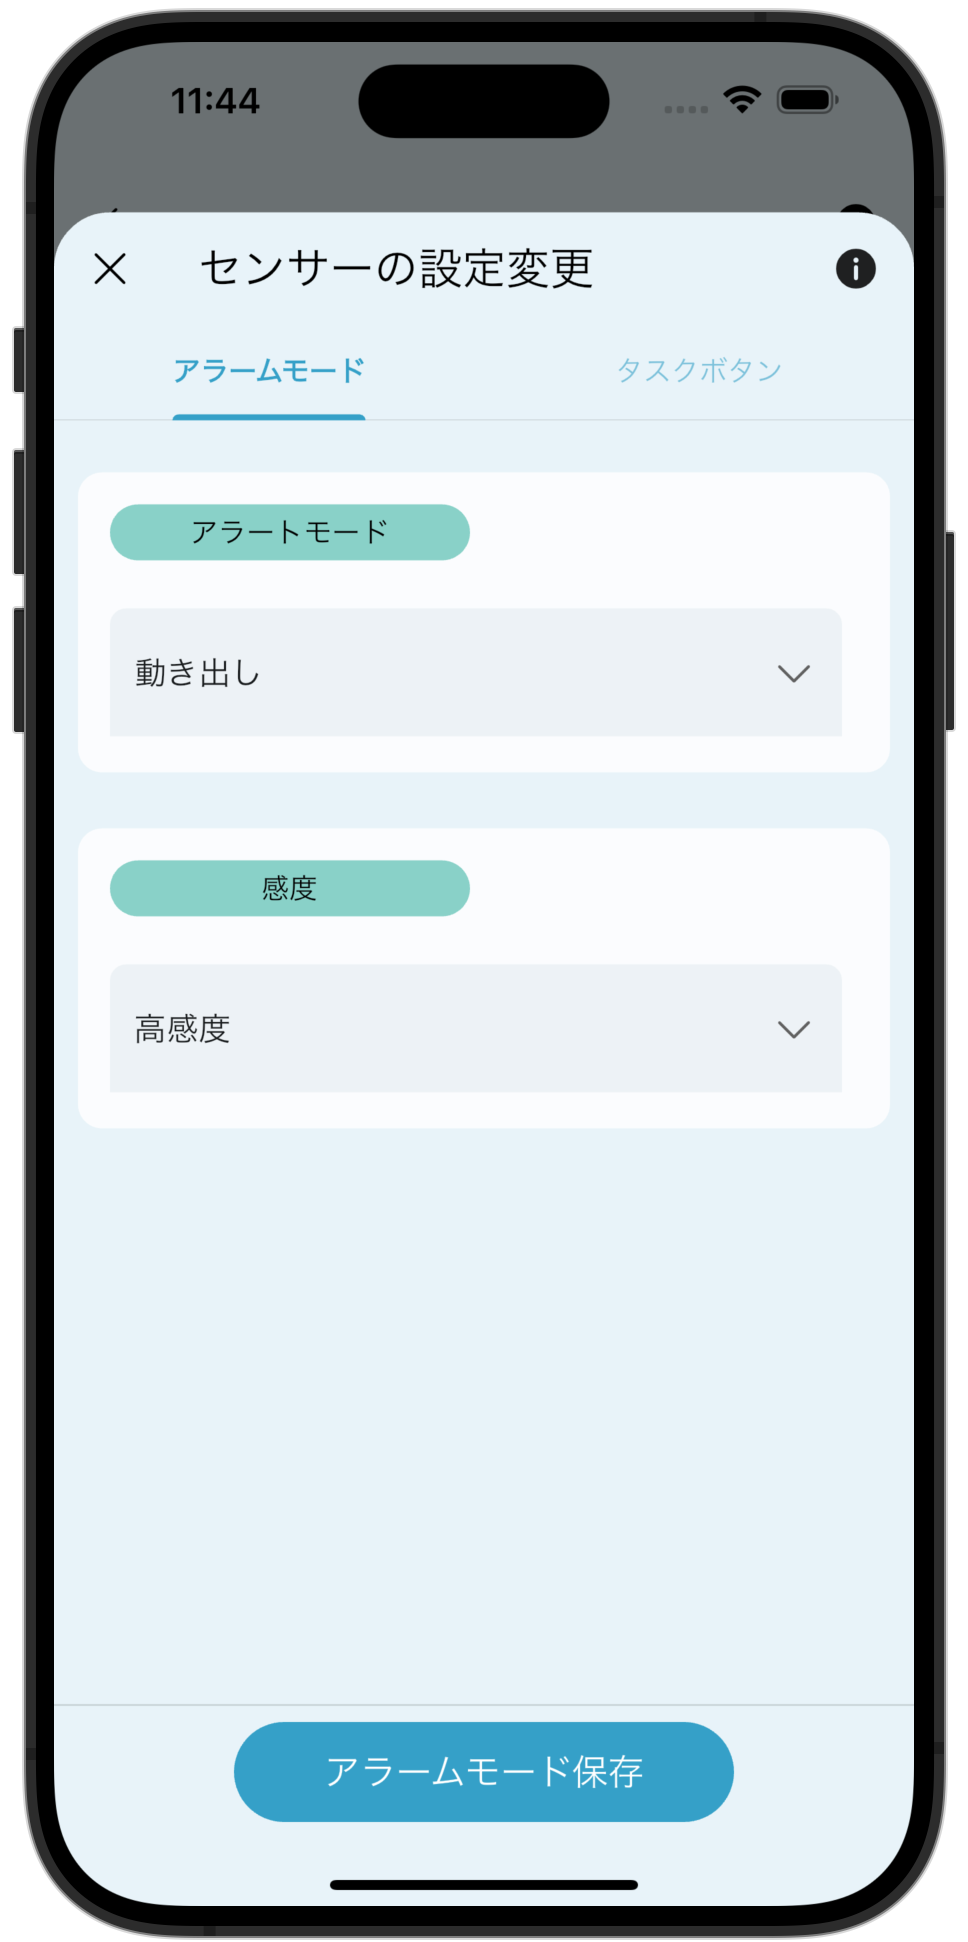 11:44
センサーの設定変更
アラームモード
タスクボタン
アラートモード
動き出し
感度
高感度
アラームモード保存